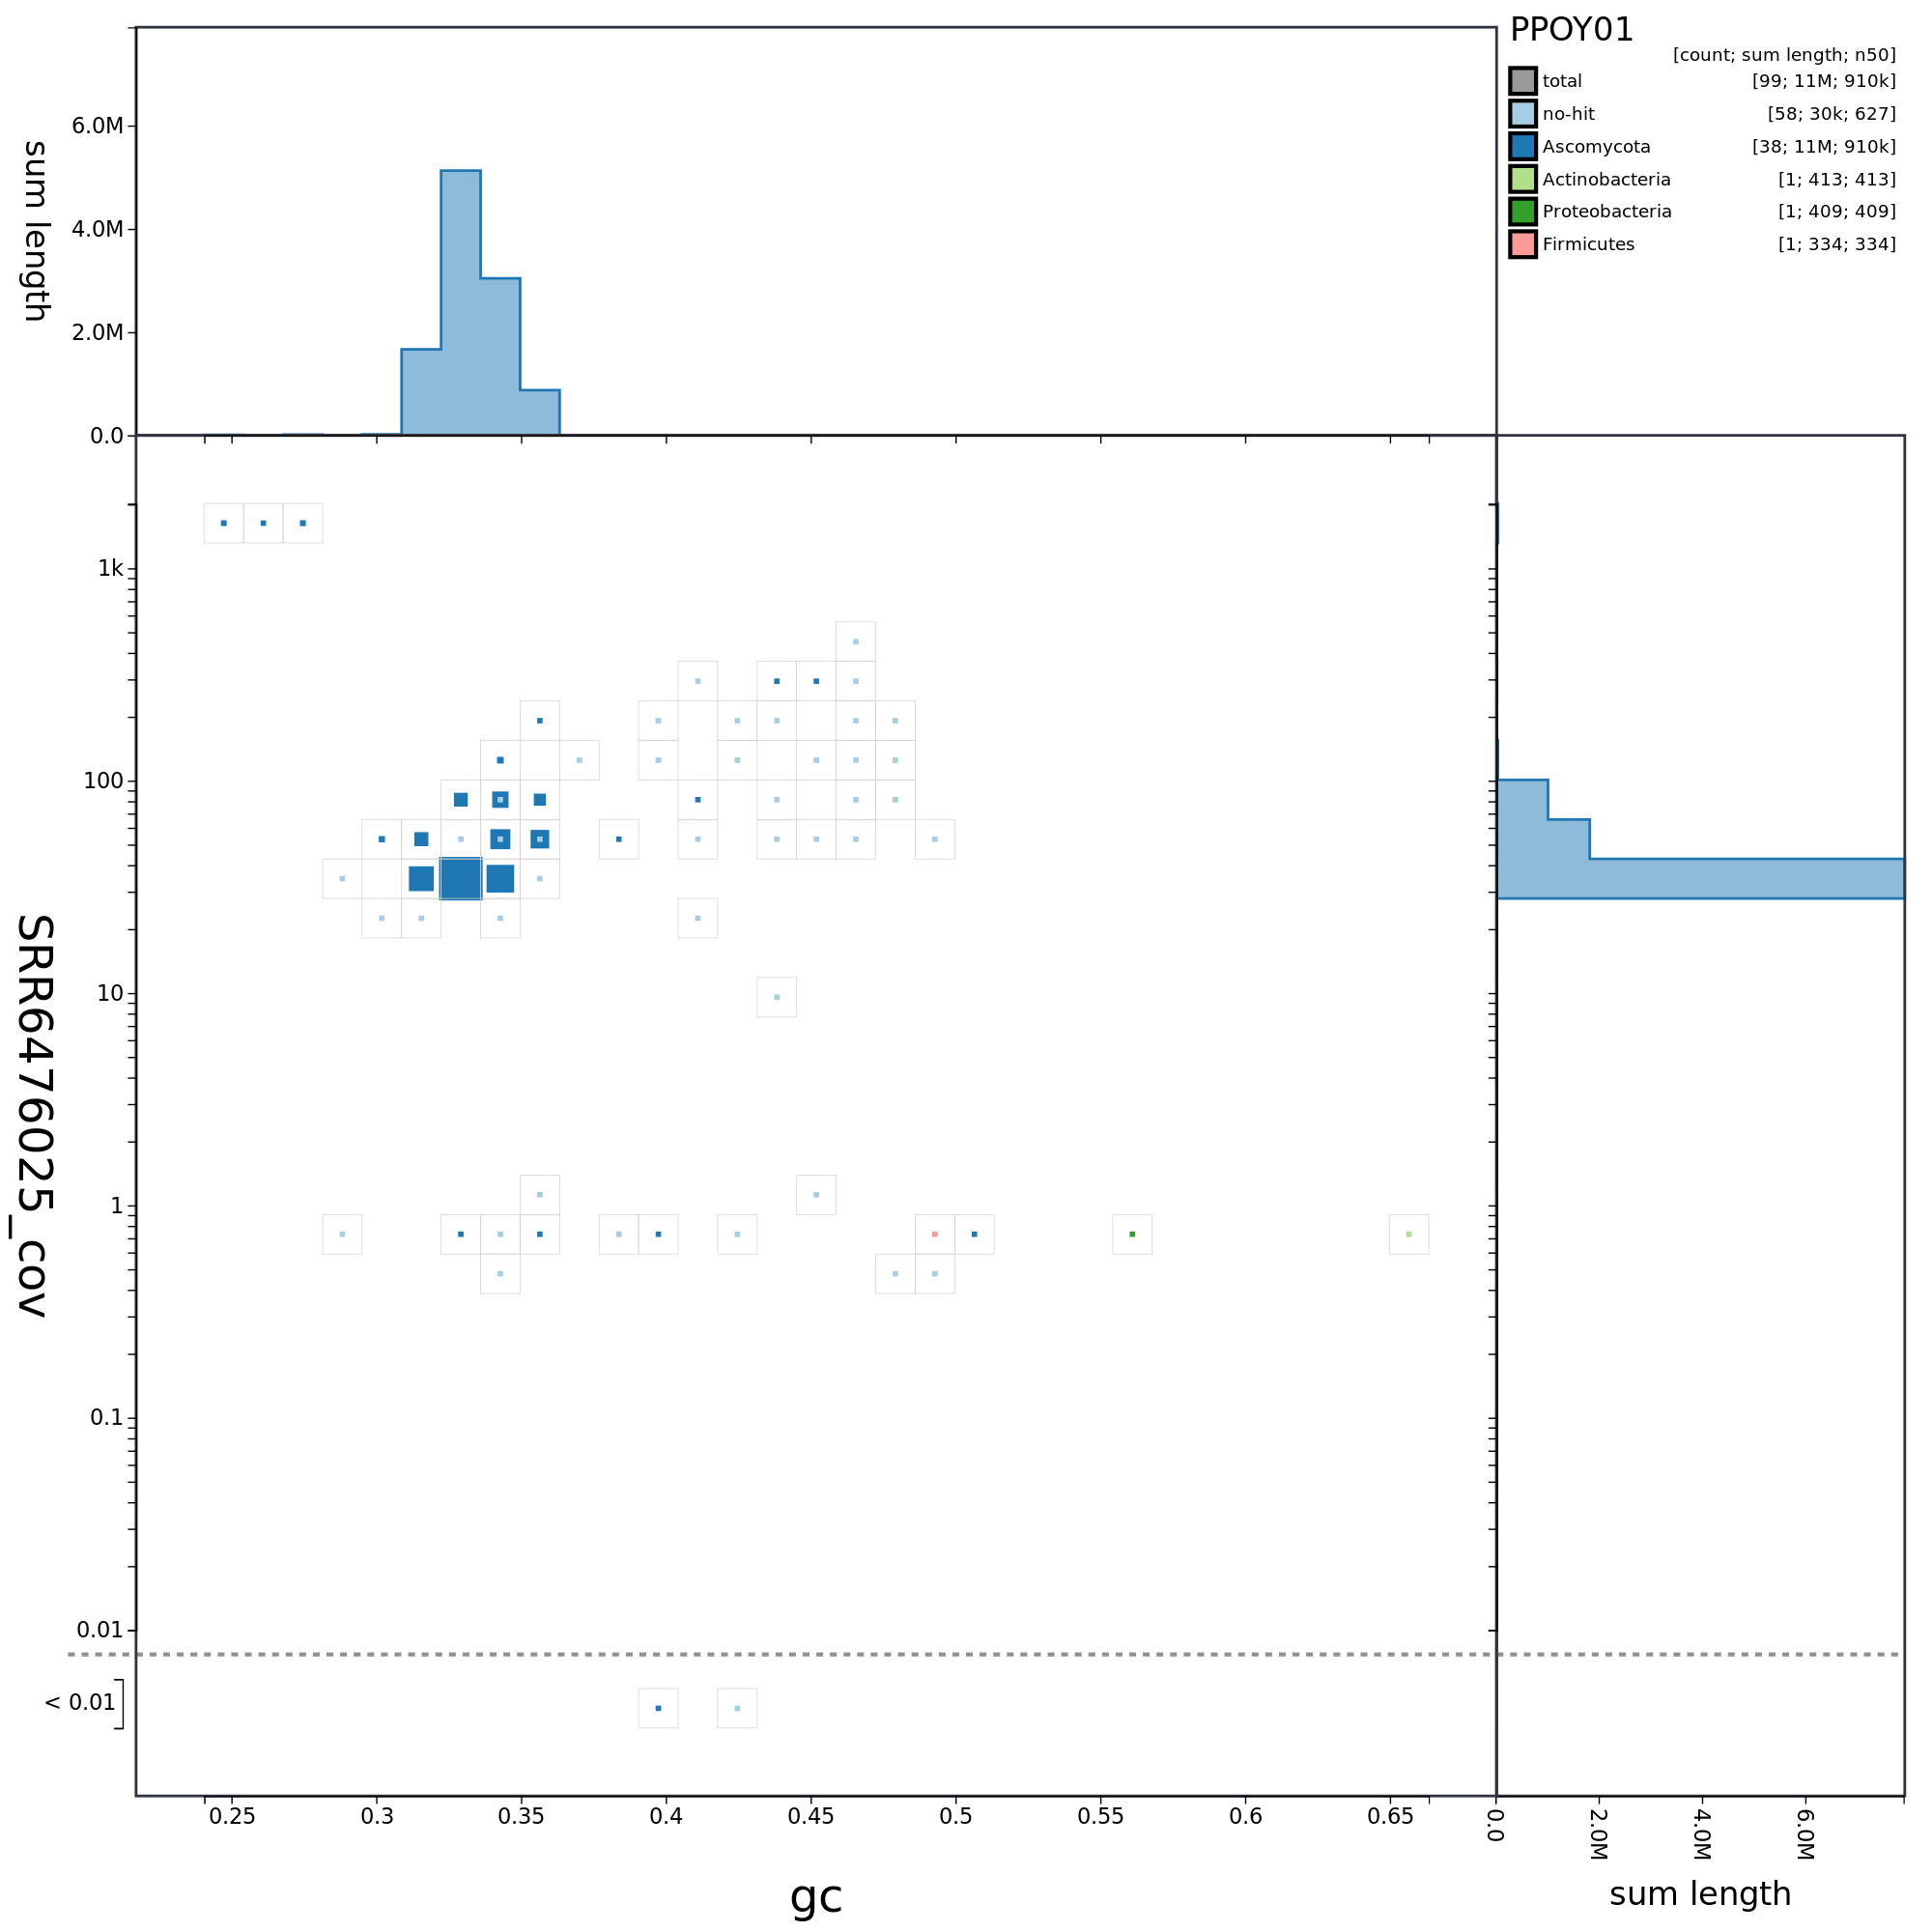 PPOY01
[count; sum length; n50]
total [99; 11M; 910k]
no-hit [58; 30k; 627]
Ascomycota [38; 11M; 910k]
Actinobacteria [1; 413; 413]
Proteobacteria [1; 409; 409]
Firmicutes [1; 334; 334]
sum length
6.0M
4.0M
2.0M
0.0
SRR6476025_cov
1k
100
10
1
0.1
0.01
< 0.01
0.25 0.3 0.35 0.4 0.45 0.5 0.55 0.6 0.65
gc
0.0 2.0M 4.0M 6.0M
sum length